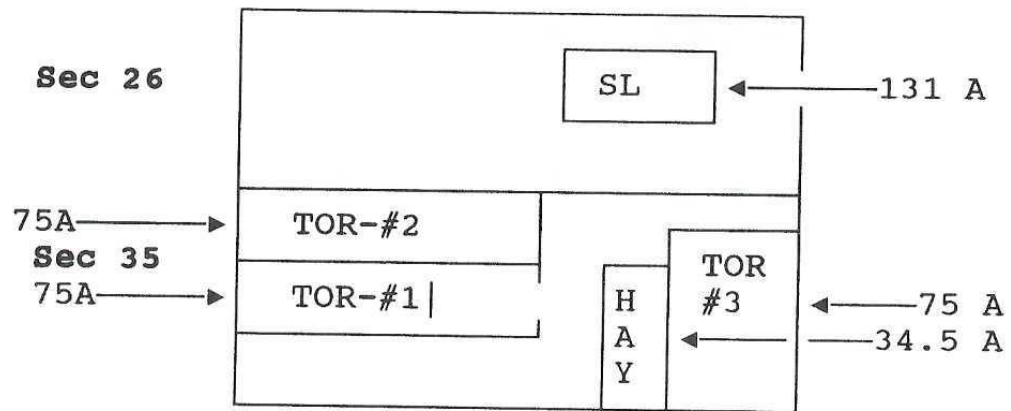 Sec 26
SL
131 A
75A
TOR-#2
Sec 35
75A
TOR-#1
TOR
#3
H
A
Y
75 A
34.5 A